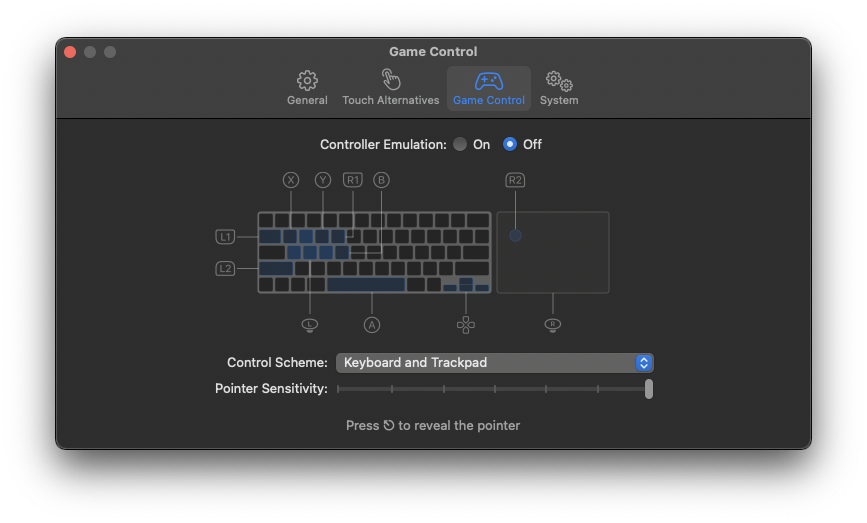 Game Control
General
Touch Alternatives
Game Control
System
Controller Emulation: On Off
X Y R1 B R2
L1
L2
L A R
Control Scheme: Keyboard and Trackpad
Pointer Sensitivity:
Press ⎋ to reveal the pointer